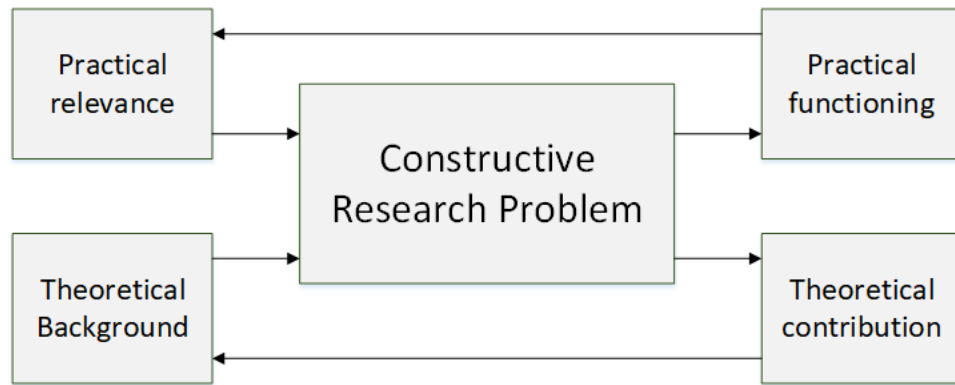 Practical
relevance
Practical
functioning
Constructive
Research Problem
Theoretical
Background
Theoretical
contribution